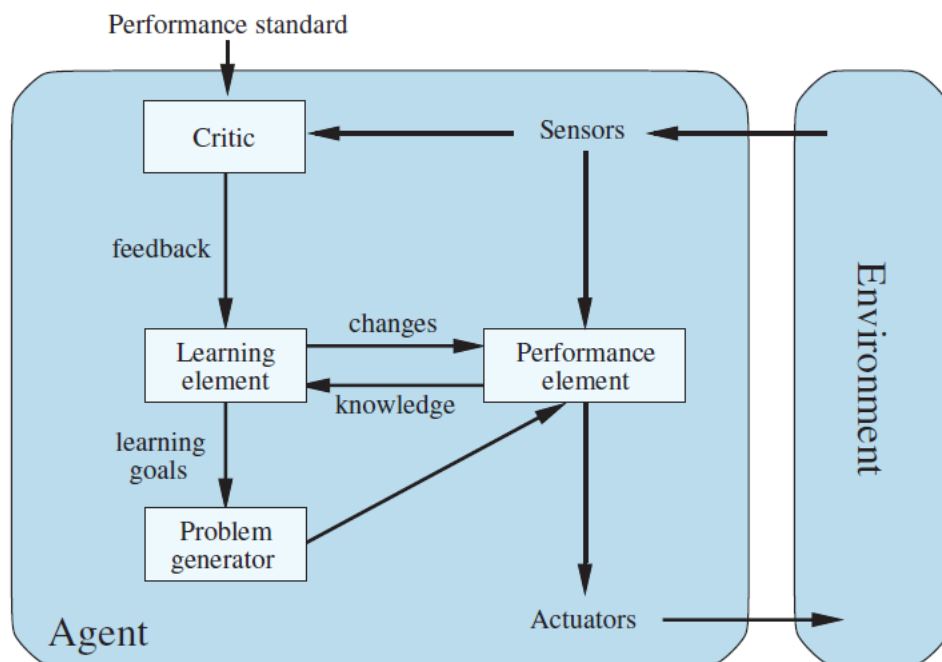 Performance standard
Critic
Sensors
feedback
changes
Learning
element
Performance
element
knowledge
learning
goals
Problem
generator
Actuators
Agent
Environment